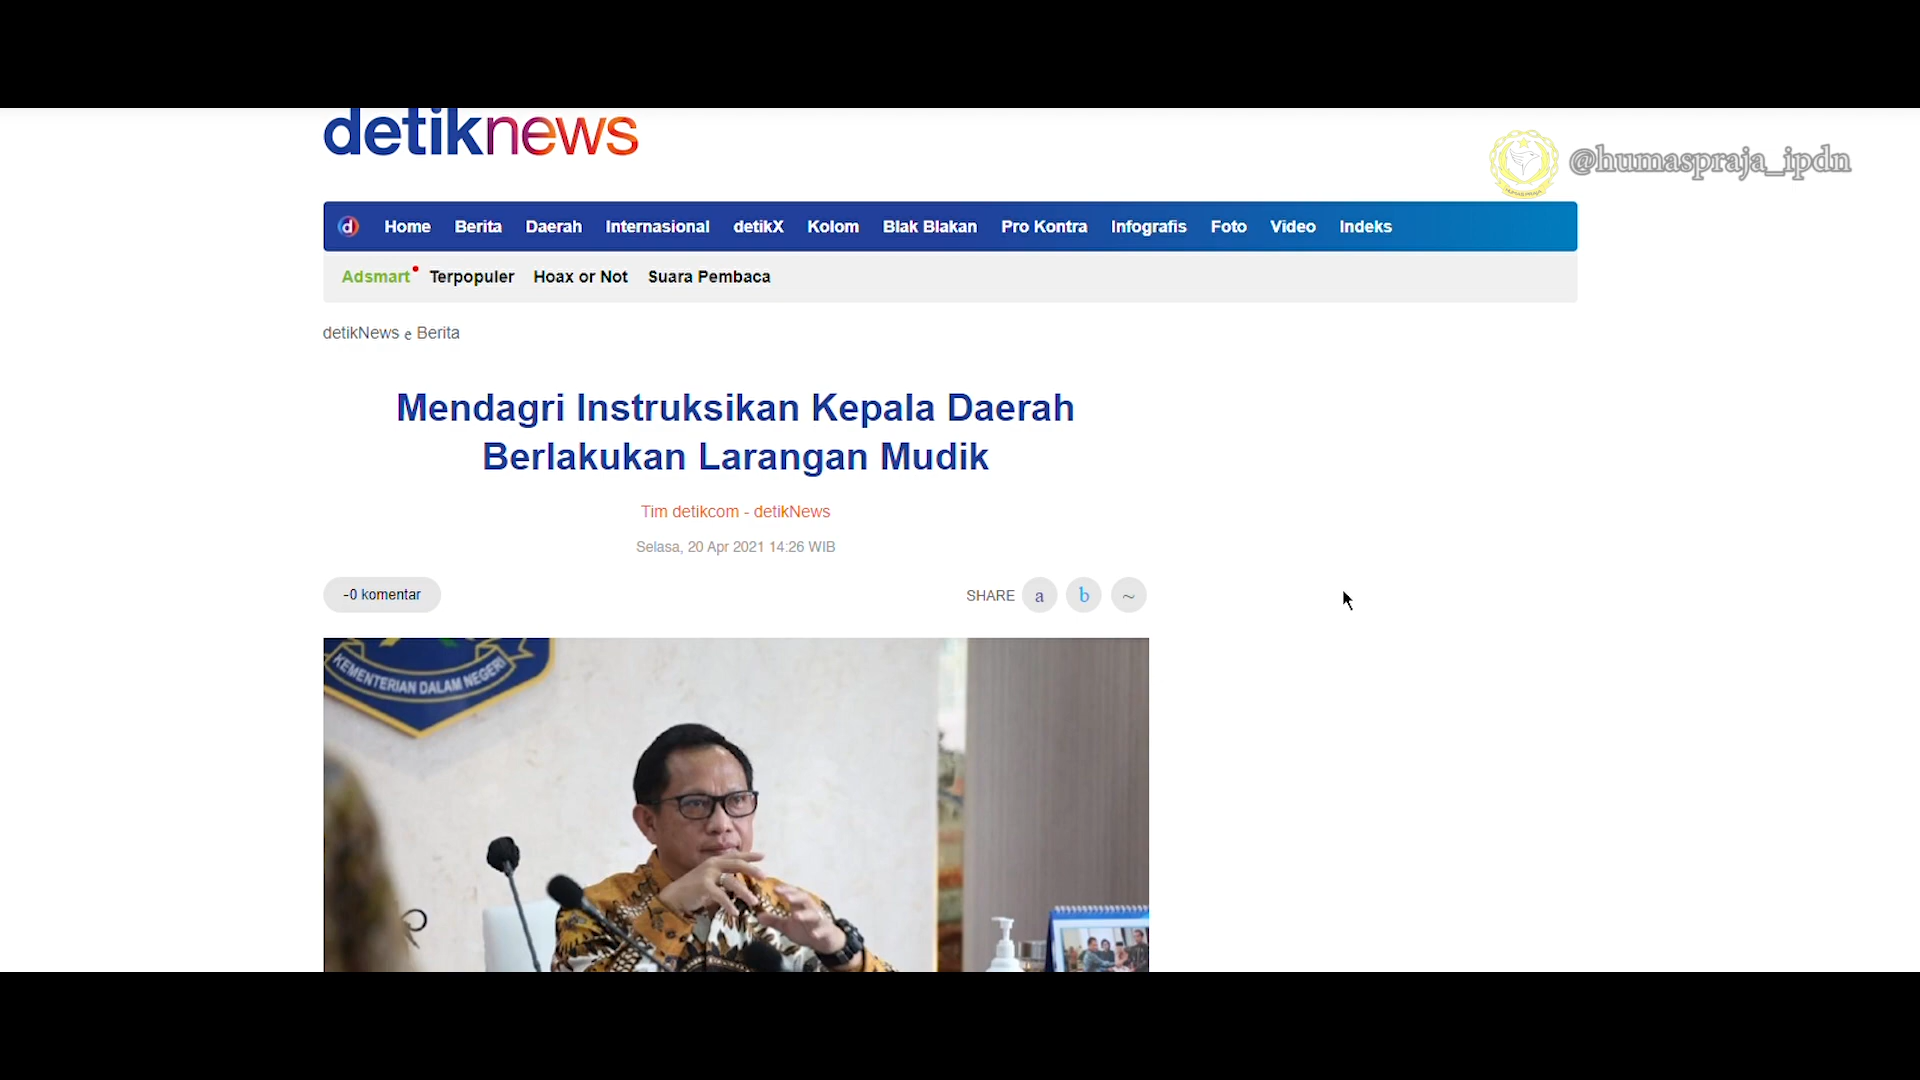 detiknews
@humaspraja_ipdn
Home Berita Daerah Internasional detikX Kolom Blak Blakan Pro Kontra Infografis Foto Video Indeks
Adsmart Terpopuler Hoax or Not Suara Pembaca
detikNews e Berita
Mendagri Instruksikan Kepala Daerah
Berlakukan Larangan Mudik
Tim detikcom - detikNews
Selasa, 20 Apr 2021 14:26 WIB
-0 komentar
SHARE a b ~
KEMENTERIAN DALAM NEGERI